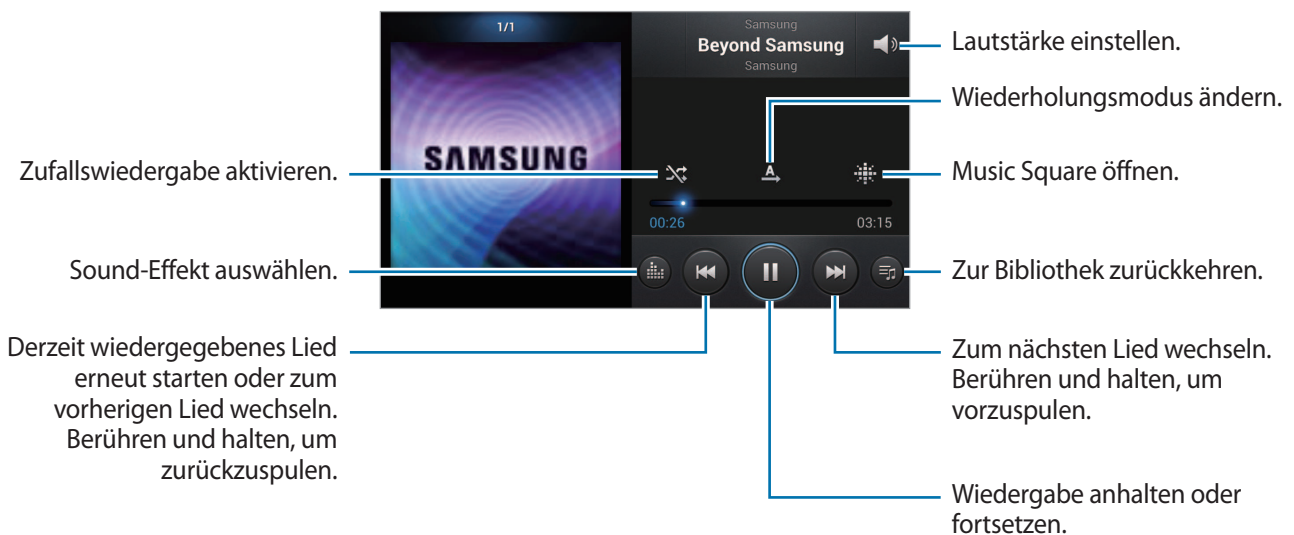 1/1
SAMSUNG
Samsung
Beyond Samsung
Samsung
00:26
03:15
A
Zufallswiedergabe aktivieren.
Sound-Effekt auswählen.
Derzeit wiedergegebenes Lied
erneut starten oder zum
vorherigen Lied wechseln.
Berühren und halten, um
zurückzuspulen.
Lautstärke einstellen.
Wiederholungsmodus ändern.
Music Square öffnen.
Zur Bibliothek zurückkehren.
Zum nächsten Lied wechseln.
Berühren und halten, um
vorzuspulen.
Wiedergabe anhalten oder
fortsetzen.